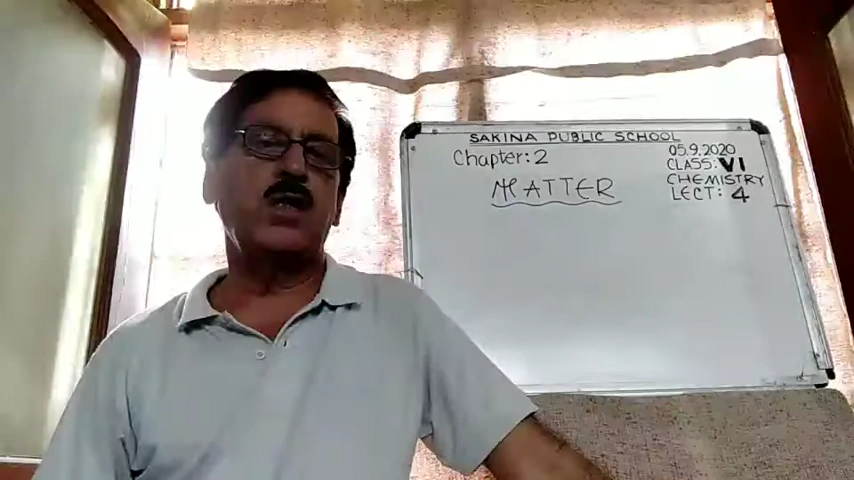 SAKINA PUBLIC SCHOOL
05.9.2020
Chapter: 2
CLASS: VI
CHEMISTRY
MATTER
LECT: 4